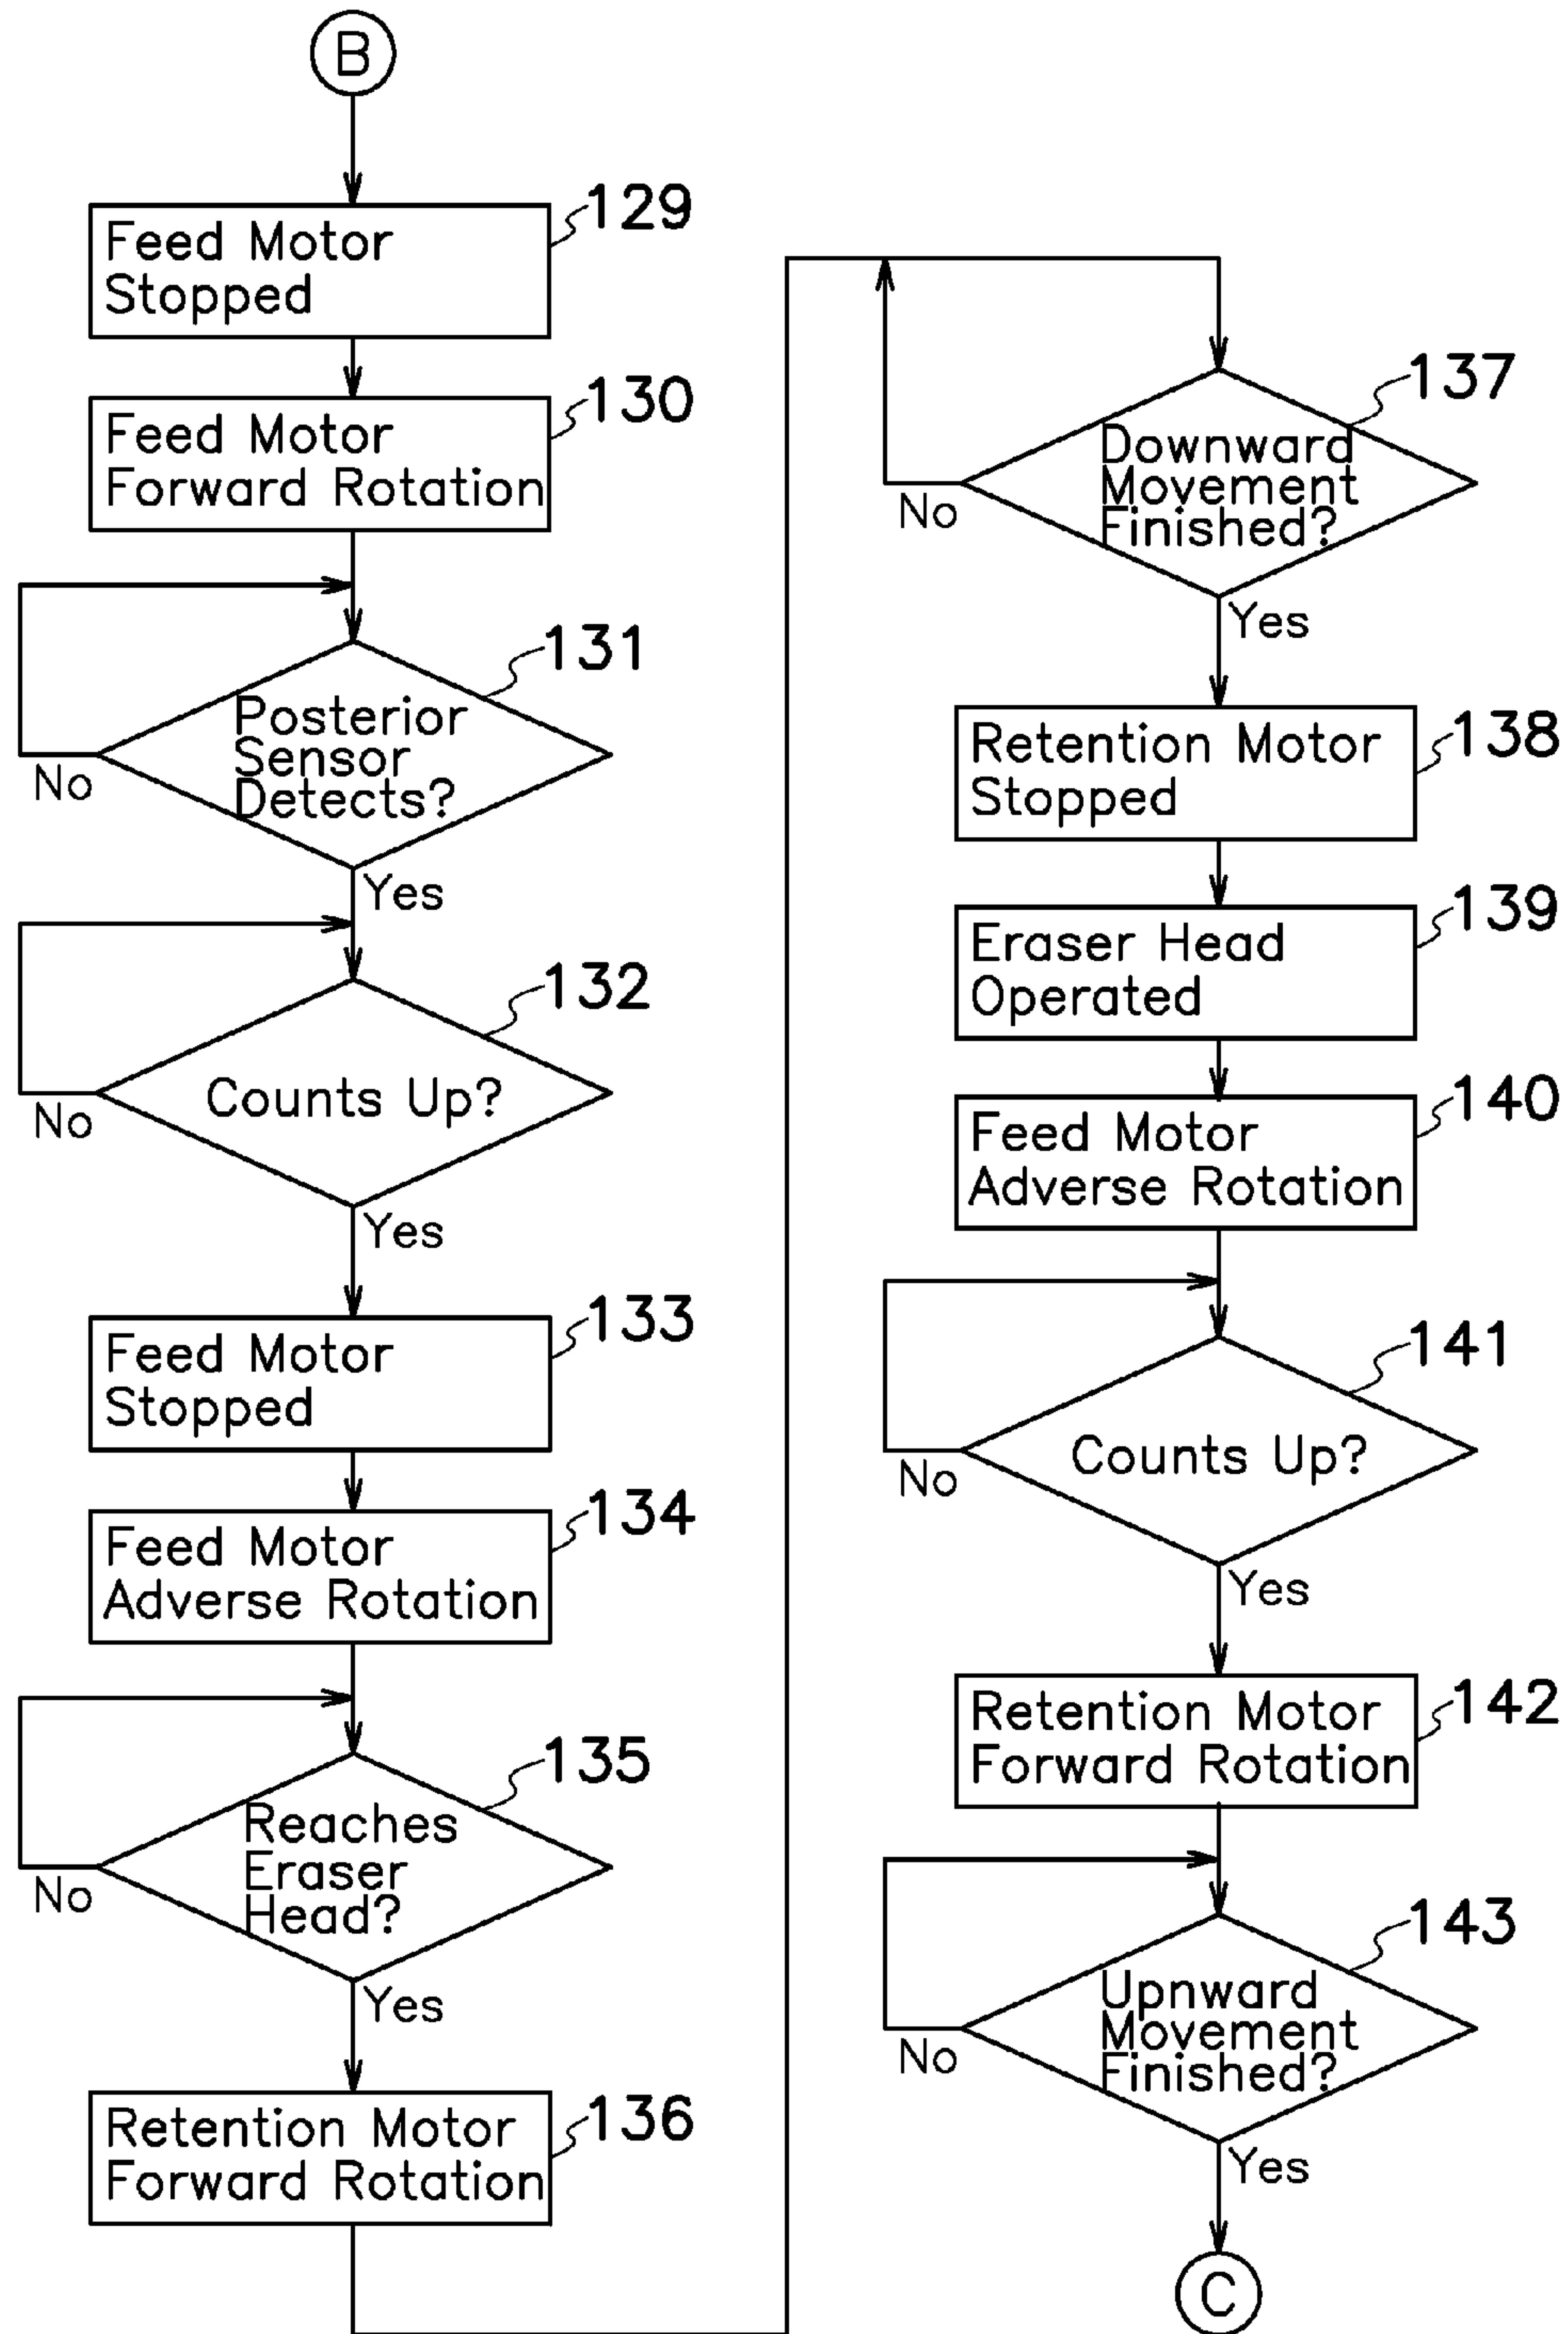 B
129
Feed Motor
Stopped
130
Feed Motor
Forward Rotation
131
Posterior
Sensor
Detects?
No
Yes
132
Counts Up?
No
Yes
133
Feed Motor
Stopped
134
Feed Motor
Adverse Rotation
135
Reaches
Eraser
Head?
No
Yes
136
Retention Motor
Forward Rotation
137
Downward
Movement
Finished?
No
Yes
138
Retention Motor
Stopped
139
Eraser Head
Operated
140
Feed Motor
Adverse Rotation
141
Counts Up?
No
Yes
142
Retention Motor
Forward Rotation
143
Upnward
Movement
Finished?
No
Yes
C